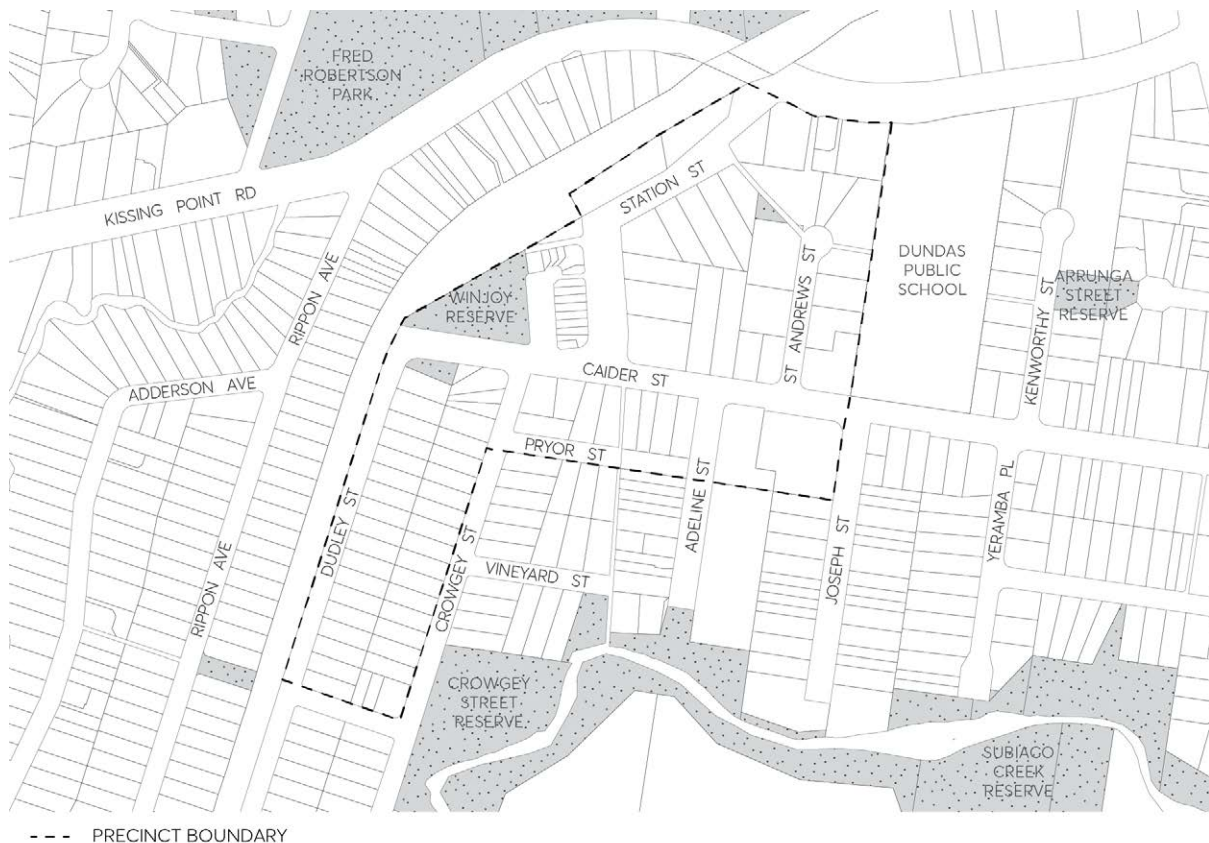 FRED
ROBERTSON
PARK
KISSING POINT RD
STATION ST
RIPPON AVE
WINJOY
RESERVE
ST ANDREWS ST
DUNDAS
PUBLIC
SCHOOL
ARRUNGA
STREET
RESERVE
KENWORTHY ST
ADDERSON AVE
CAIDER ST
PRYOR ST
DUDLEY ST
CROWGEY ST
ADELINE ST
YERAMBA PL
VINEYARD ST
JOSEPH ST
RIPPON AVE
CROWGEY
STREET
RESERVE
SUBIACO
CREEK
RESERVE
PRECINCT BOUNDARY